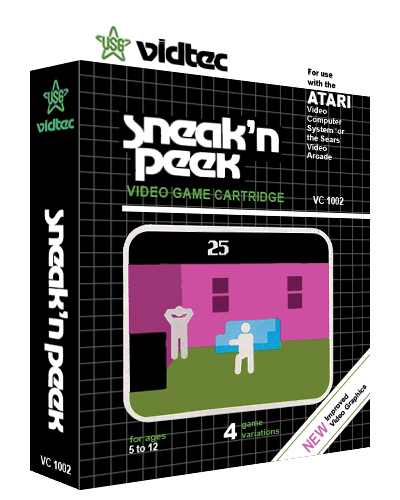 USG
vidtec
For use
with the
ATARI
Video
Computer
System or
the Sears
Video
Arcade
sneak'n
peek
VIDEO GAME CARTRIDGE
VC 1002
25
for ages
5 to 12
4 game
variations
NEW Improved
Video Graphics
USG
vidtec
sneak'n peek
VC 1002